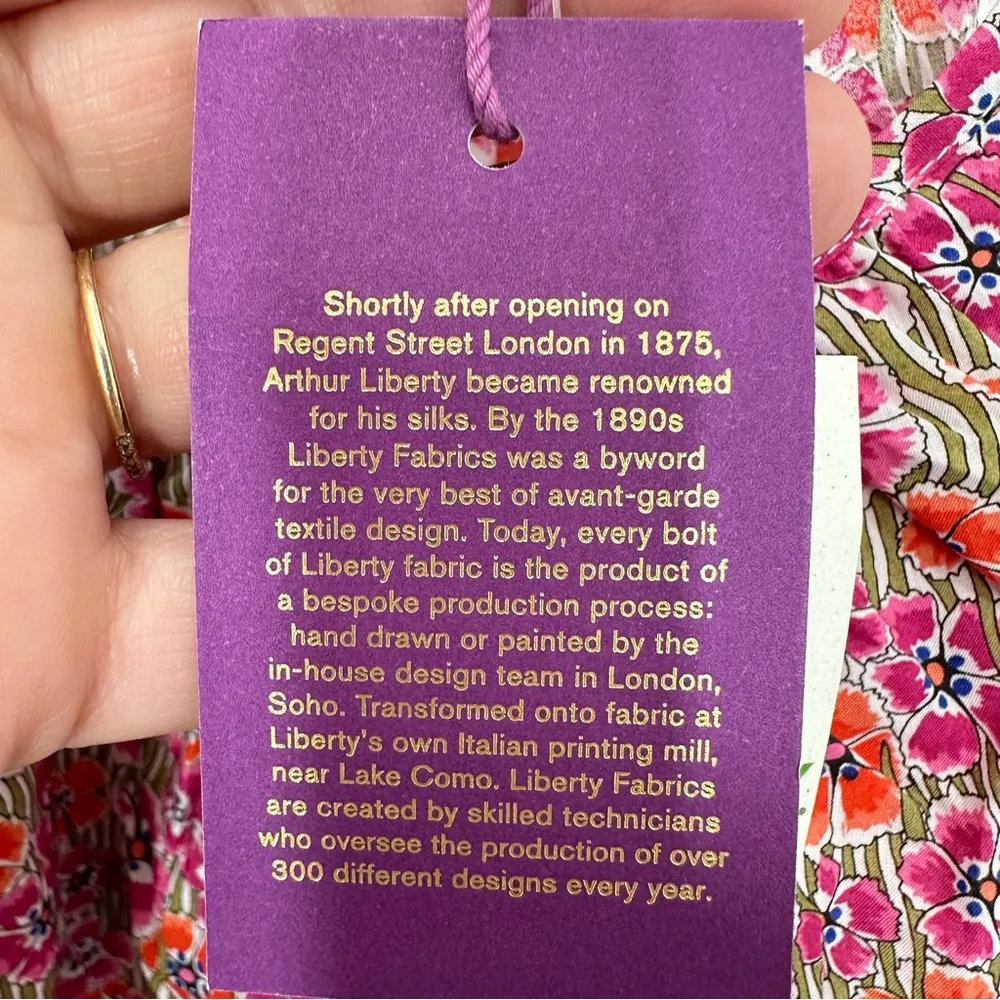 Shortly after opening on
Regent Street London in 1875,
Arthur Liberty became renowned
for his silks. By the 1890s
Liberty Fabrics was a byword
for the very best of avant-garde
textile design. Today, every bolt
of Liberty fabric is the product of
a bespoke production process:
hand drawn or painted by the
in-house design team in London,
Soho. Transformed onto fabric at
Liberty's own Italian printing mill,
near Lake Como. Liberty Fabrics
are created by skilled technicians
who oversee the production of over
300 different designs every year.